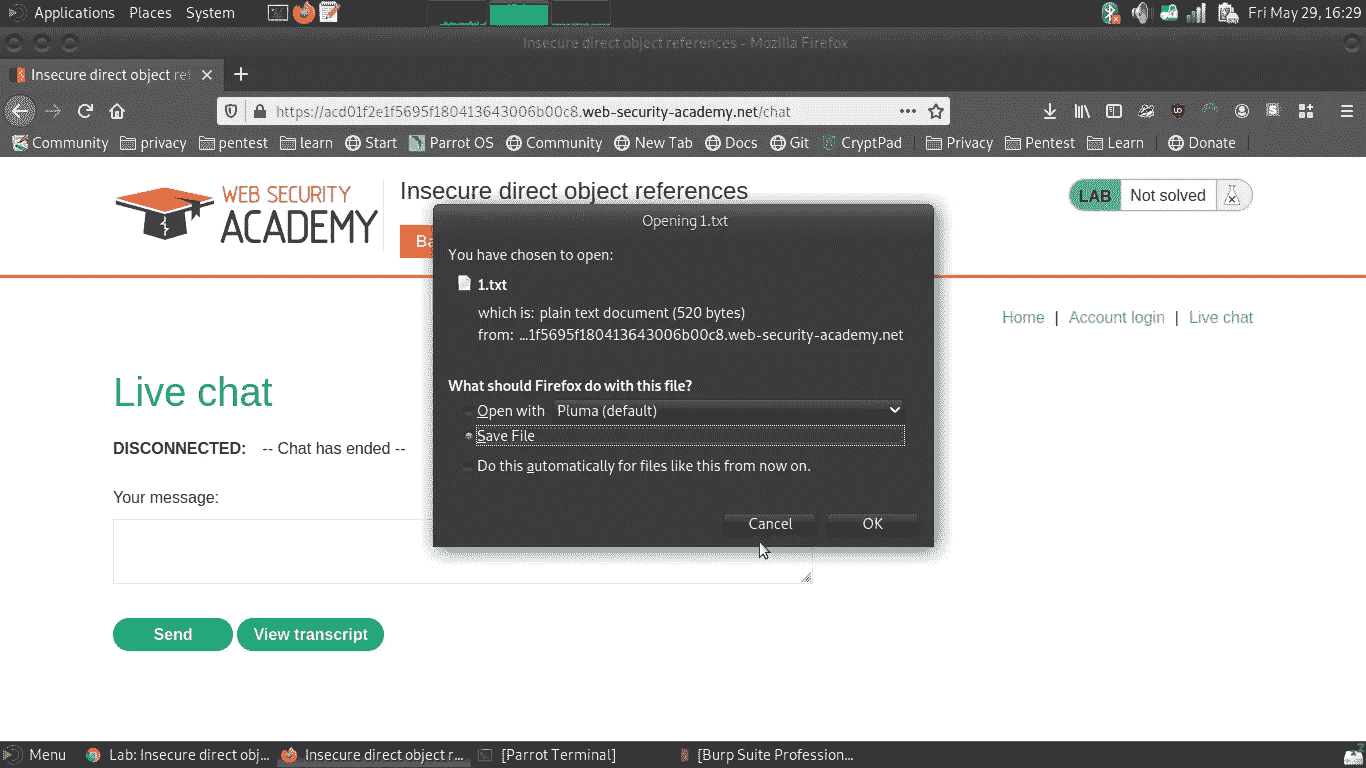 Applications Places System Fri May 29, 16:29
Insecure direct object references - Mozilla Firefox
Insecure direct object ref
https://acd01f2e1f5695f180413643006b00c8.web-security-academy.net/chat
Community privacy pentest learn Start Parrot OS Community New Tab Docs Git CryptPad Privacy Pentest Learn Donate
WEB SECURITY
ACADEMY
Insecure direct object references
LAB Not solved
Ba
Opening 1.txt
You have chosen to open:
1.txt
which is: plain text document (520 bytes)
from: ...1f5695f180413643006b00c8.web-security-academy.net
What should Firefox do with this file?
Open with Pluma (default)
Save File
Do this automatically for files like this from now on.
Cancel OK
Home | Account login | Live chat
Live chat
DISCONNECTED: -- Chat has ended --
Your message:
Send View transcript
Menu Lab: Insecure direct obj... Insecure direct object r... [Parrot Terminal] [Burp Suite Profession...